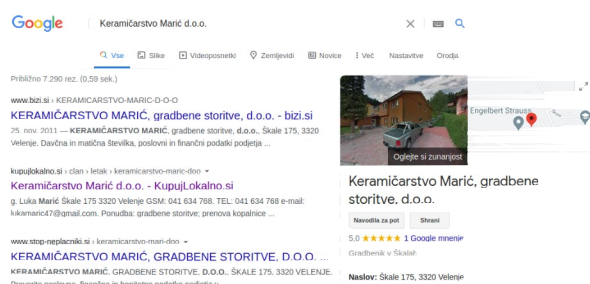 Google
Keramičarstvo Marić d.o.o.
Vse Slike Videoposnetki Zemljevidi Novice Več Nastavitve Orodja
Približno 7.290 rez. (0,59 sek.)
www.bizi.si › KERAMICARSTVO-MARIC-D-O-O
KERAMIČARSTVO MARIĆ, gradbene storitve, d.o.o. - bizi.si
25. nov. 2011 — KERAMIČARSTVO MARIĆ, gradbene storitve, d.o.o., Škale 175, 3320
Velenje. Davčna in matična številka, poslovni in finančni podatki podjetja ...
kupujlokalno.si › clan › letak › keramicarstvo-maric-doo
Keramičarstvo Marić d.o.o. - KupujLokalno.si
g. Luka Marić Škale 175 3320 Velenje GSM: 041 634 768. TEL: 041 634 768 e-mail:
lukamaric47@gmail.com. Ponudba: gradbene storitve; prenova kopalnice ...
www.stop-neplacniki.si › keramicarstvo-mari-doo
KERAMIČARSTVO MARIĆ, GRADBENE STORITVE, D.O.O. ...
KERAMIČARSTVO MARIĆ, GRADBENE STORITVE, D.O.O.. ŠKALE 175, 3320 VELENJE.
Oglejte si zunanjost
Engelbert Strauss
Keramičarstvo Marić, gradbene
storitve, d.o.o.
Navodila za pot Shrani
5,0 ★★★★★ 1 Google mnenje
Gradbenik v Škalah
Naslov: Škale 175, 3320 Velenje